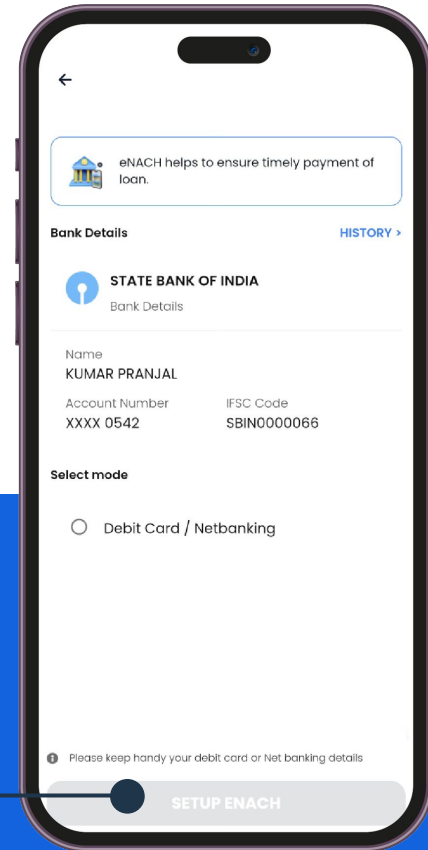 eNACH helps to ensure timely payment of
loan.
Bank Details
HISTORY >
STATE BANK OF INDIA
Bank Details
Name
KUMAR PRANJAL
Account Number
IFSC Code
XXXX 0542
SBIN0000066
Select mode
Debit Card / Netbanking
Please keep handy your debit card or Net banking details
SETUP ENACH